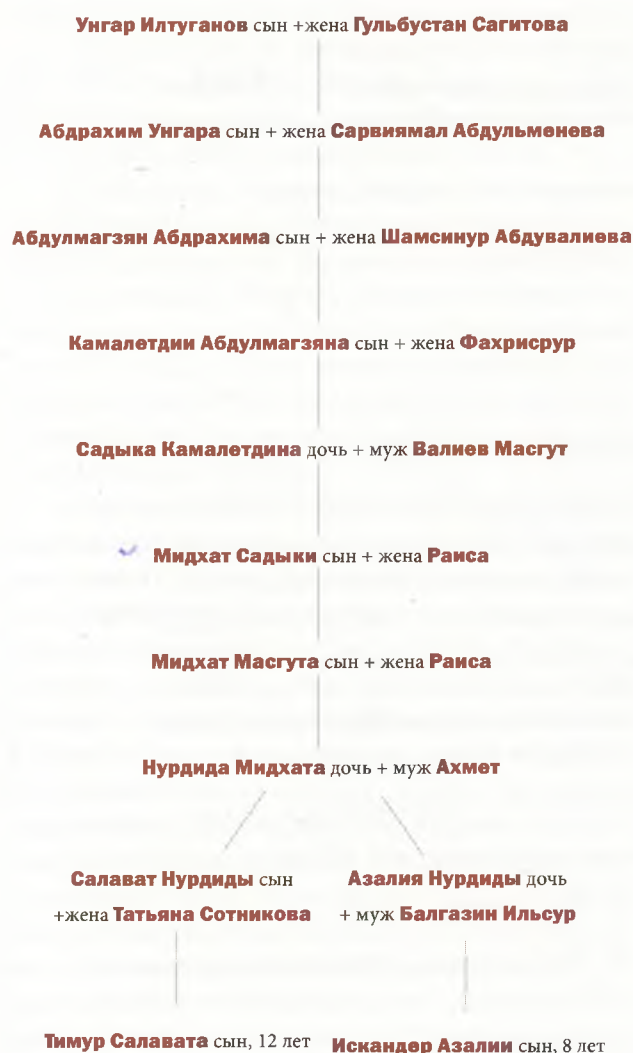 Унгар Илтуганов сын +жена Гульбустан Сагитова
Абдрахим Унгара сын + жена Сарвиямал Абдульменева
Абдулмагзян Абдрахима сын + жена Шамсинур Абдувалиева
Камалетдии Абдулмагзяна сын + жена Фахрисрур
Садыка Камалетдина дочь + муж Валиев Масгут
Мидхат Садыки сын + жена Раиса
Мидхат Масгута сын + жена Раиса
Нурдида Мидхата дочь + муж Ахмет
Салават Нурдиды сын
+жена Татьяна Сотникова
Азалия Нурдиды дочь
+ муж Балгазин Ильсур
Тимур Салавата сын, 12 лет
Искандер Азалии сын, 8 лет